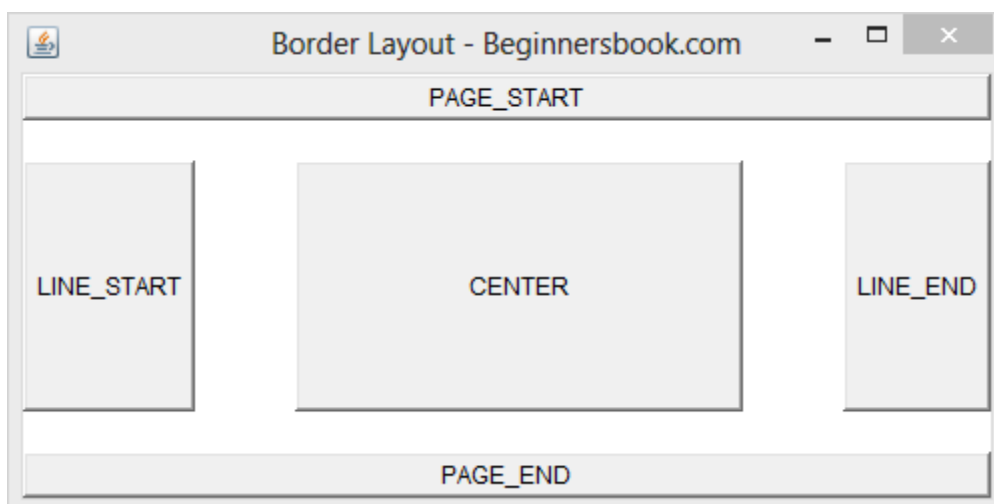 Border Layout - Beginnersbook.com
PAGE_START
LINE_START
CENTER
LINE_END
PAGE_END